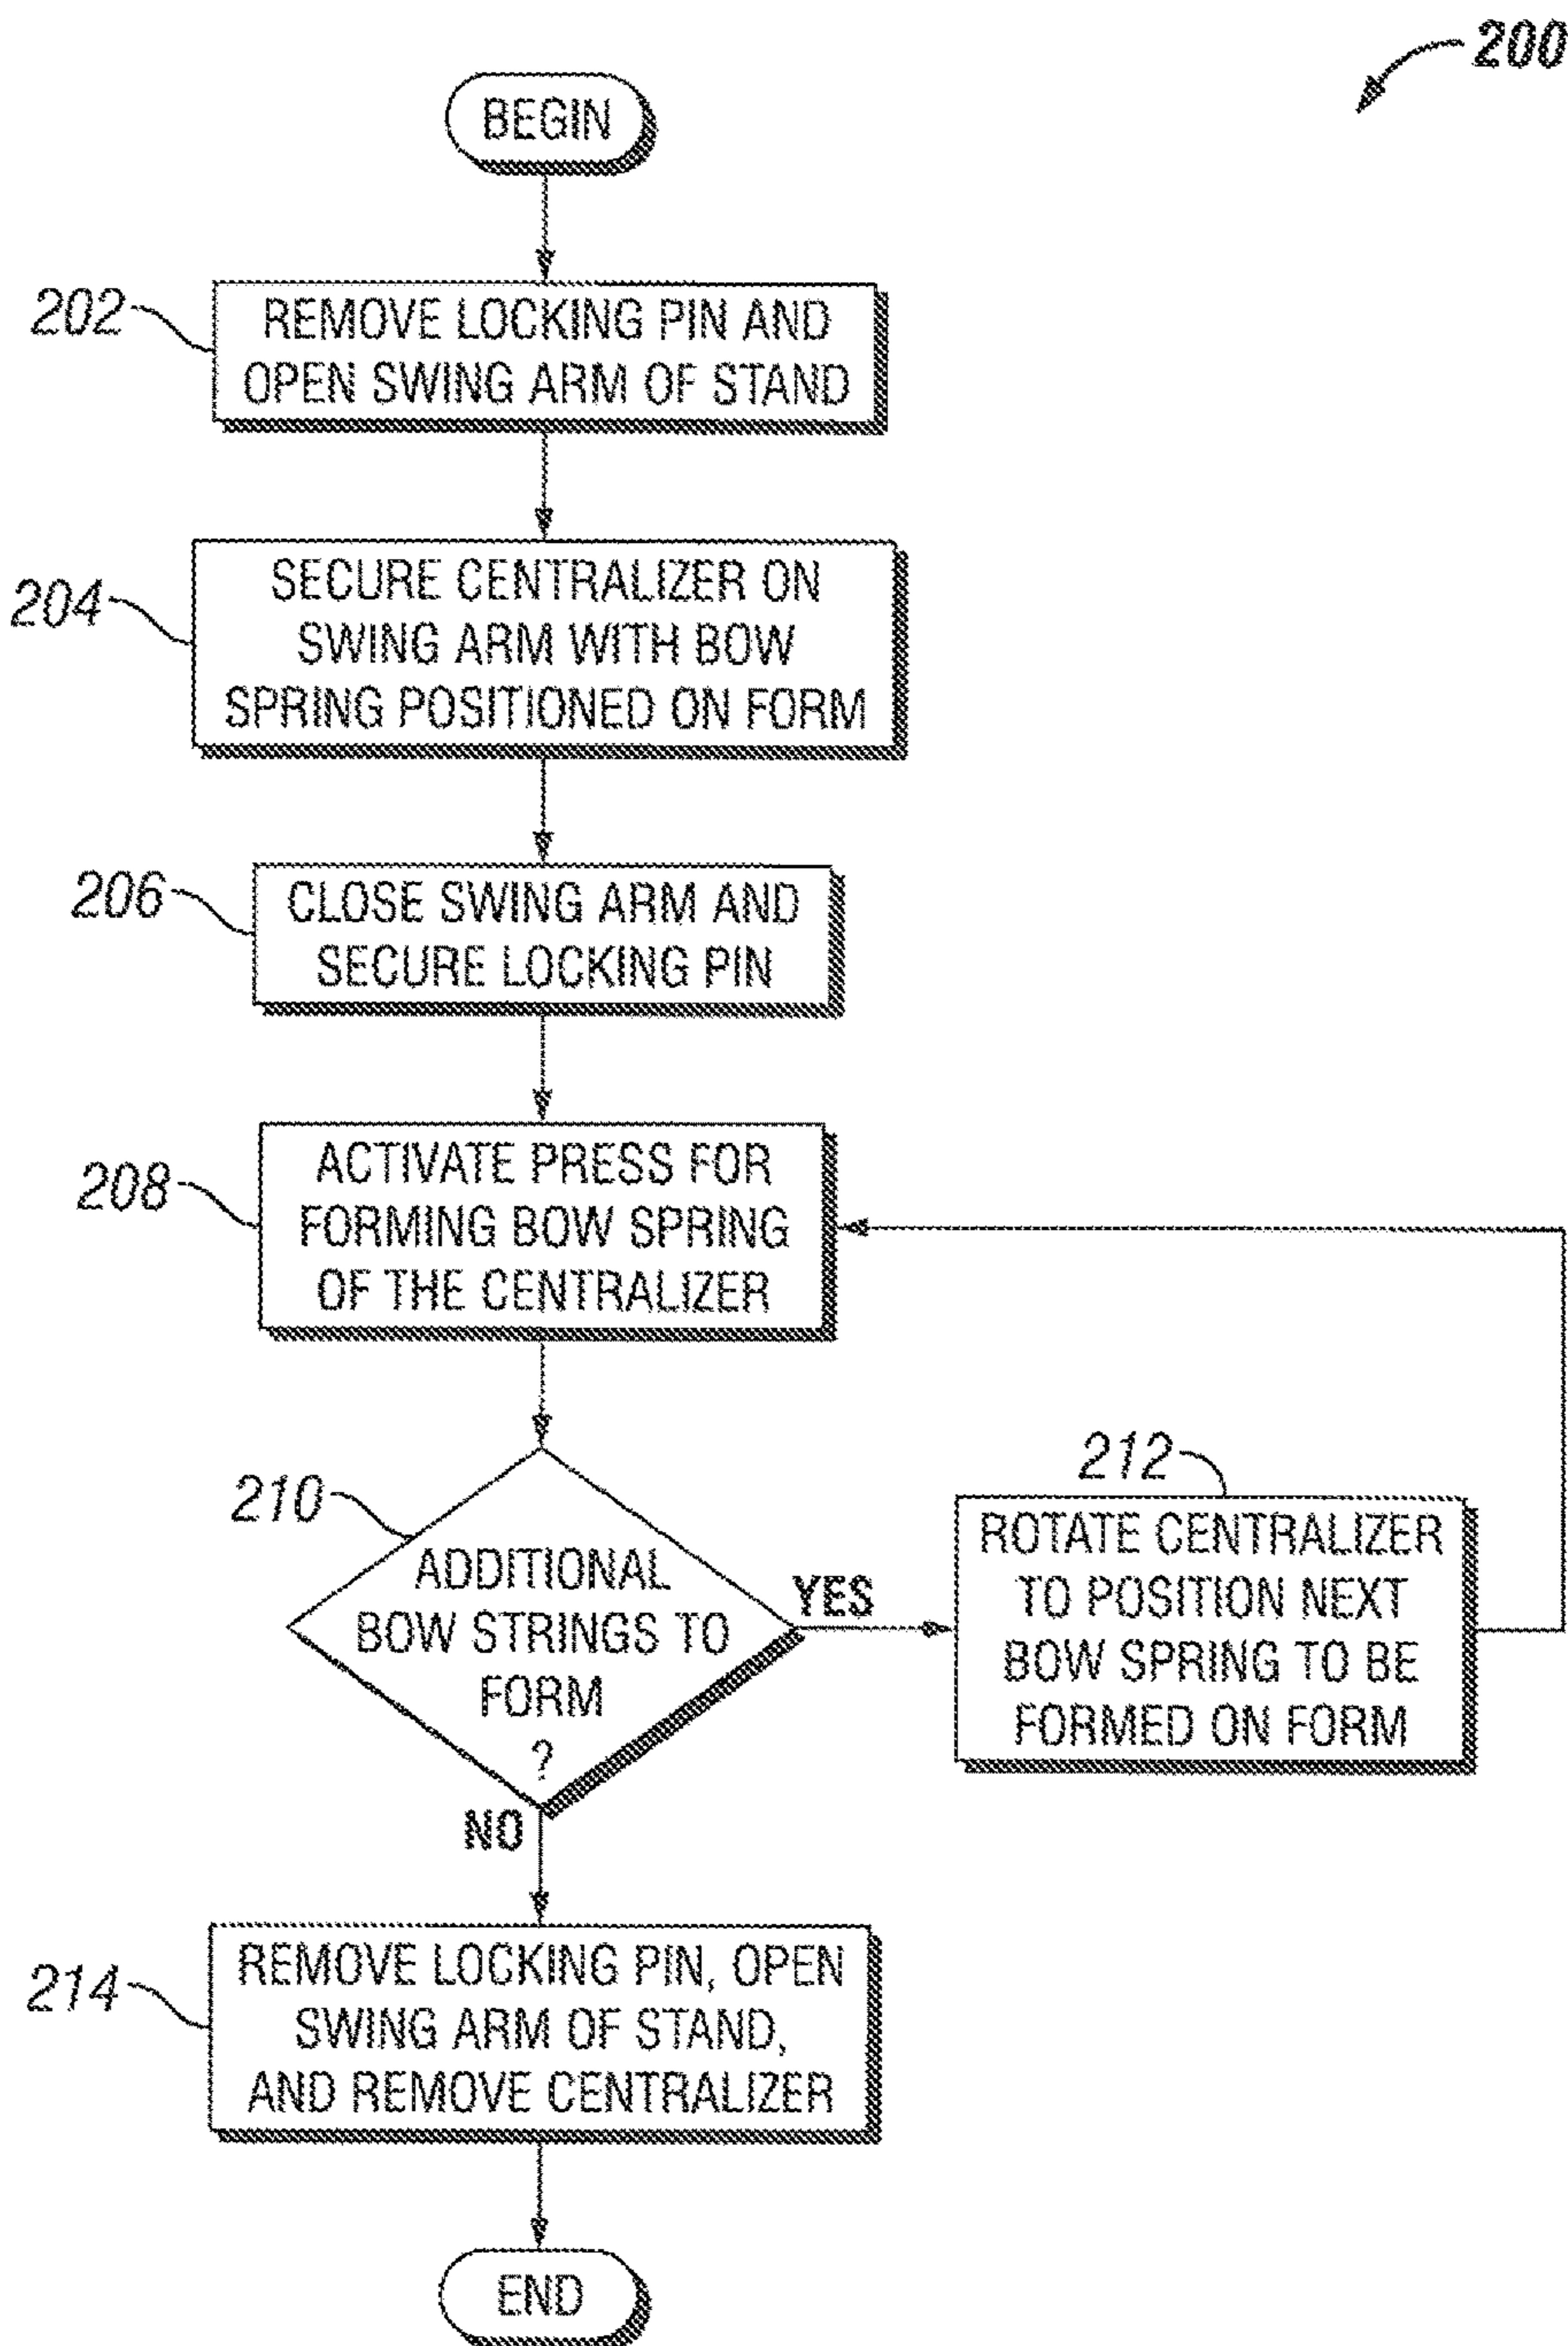 200
BEGIN
202
REMOVE LOCKING PIN AND
OPEN SWING ARM OF STAND
204
SECURE CENTRALIZER ON
SWING ARM WITH BOW
SPRING POSITIONED ON FORM
206
CLOSE SWING ARM AND
SECURE LOCKING PIN
208
ACTIVATE PRESS FOR
FORMING BOW SPRING
OF THE CENTRALIZER
210
ADDITIONAL
BOW STRINGS TO
FORM
?
YES
212
ROTATE CENTRALIZER
TO POSITION NEXT
BOW SPRING TO BE
FORMED ON FORM
NO
214
REMOVE LOCKING PIN, OPEN
SWING ARM OF STAND,
AND REMOVE CENTRALIZER
END